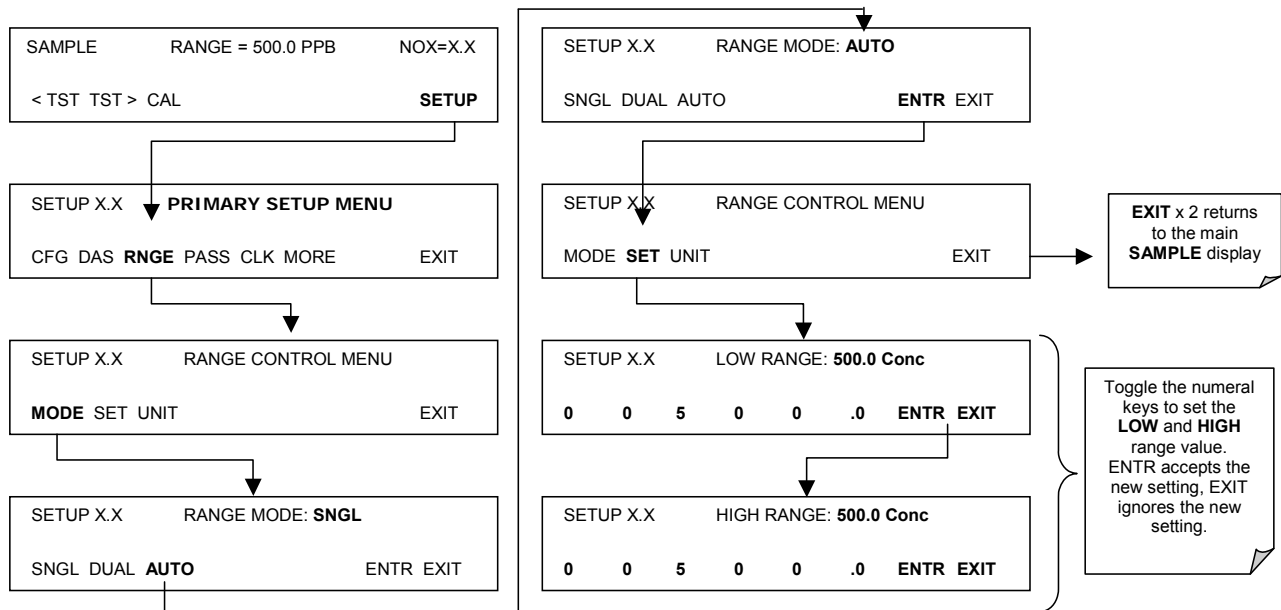 SAMPLE RANGE = 500.0 PPB NOX=X.X
< TST TST > CAL SETUP
SETUP X.X PRIMARY SETUP MENU
CFG DAS RNGE PASS CLK MORE EXIT
SETUP X.X RANGE CONTROL MENU
MODE SET UNIT EXIT
SETUP X.X RANGE MODE: SNGL
SNGL DUAL AUTO ENTR EXIT
SETUP X.X RANGE MODE: AUTO
SNGL DUAL AUTO ENTR EXIT
SETUP X.X RANGE CONTROL MENU
MODE SET UNIT EXIT
EXIT x 2 returns
to the main
SAMPLE display
SETUP X.X LOW RANGE: 500.0 Conc
0 0 5 0 0 .0 ENTR EXIT
SETUP X.X HIGH RANGE: 500.0 Conc
0 0 5 0 0 .0 ENTR EXIT
Toggle the numeral
keys to set the
LOW and HIGH
range value.
ENTR accepts the
new setting, EXIT
ignores the new
setting.